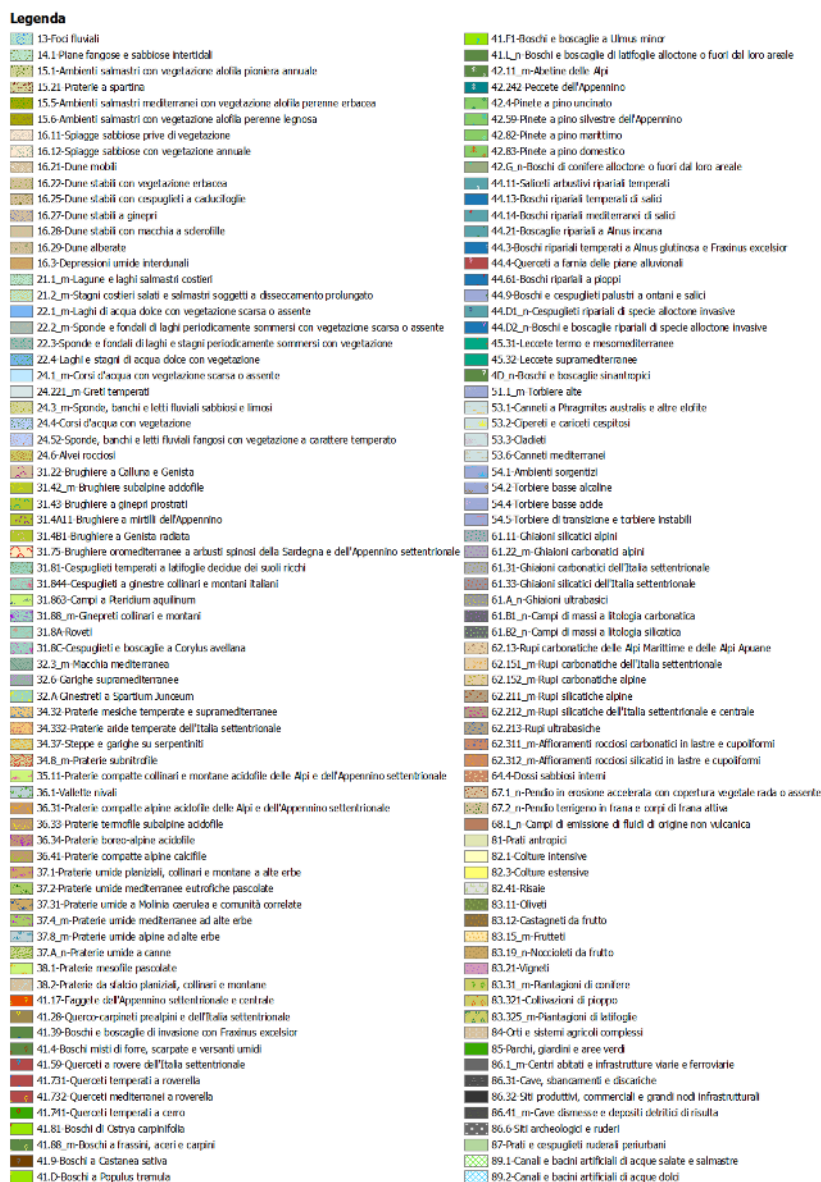 Legenda
13-Foci fluviali
14.1-Piane fangose e sabbiose intertidali
15.1-Ambienti salmastri con vegetazione alofila pioniera annuale
15.21-Praterie a spartina
15.5-Ambienti salmastri mediterranei con vegetazione alofila perenne erbacea
15.6-Ambienti salmastri con vegetazione alofila perenne legnosa
16.11-Spiagge sabbiose prive di vegetazione
16.12-Spiagge sabbiose con vegetazione annuale
16.21-Dune mobili
16.22-Dune stabili con vegetazione erbacea
16.25-Dune stabili con cespuglieti a caducifoglie
16.27-Dune stabili a ginepri
16.28-Dune stabili con macchia a sclerofille
16.29-Dune alberate
16.3-Depressioni umide interdunali
21.1_m-Lagune e laghi salmastri costieri
21.2_m-Stagni costieri salati e salmastri soggetti a disseccamento prolungato
22.1_m-Laghi di acqua dolce con vegetazione scarsa o assente
22.2_m-Sponde e fondali di laghi periodicamente sommersi con vegetazione scarsa o assente
22.3-Sponde e fondali di laghi e stagni periodicamente sommersi con vegetazione
22.4-Laghi e stagni di acqua dolce con vegetazione
24.1_m-Corsi d'acqua con vegetazione scarsa o assente
24.221_m-Greti temperati
24.3_m-Sponde, banchi e letti fluviali sabbiosi e limosi
24.4-Corsi d'acqua con vegetazione
24.52-Sponde, banchi e letti fluviali fangosi con vegetazione a carattere temperato
24.6-Alvei rocciosi
31.22-Brughiere a Calluna e Genista
31.42_m-Brughiere subalpine acidofile
31.43-Brughiere a ginepri prostrati
31.4A11-Brughiere a mirtilli dell'Appennino
31.4B1-Brughiere a Genista radiata
31.75-Brughiere oromediterranee a arbusti spinosi della Sardegna e dell'Appennino settentrionale
31.81-Cespuglieti temperati a latifoglie decidue dei suoli ricchi
31.844-Cespuglieti a ginestre collinari e montani italiani
31.863-Campi a Pteridium aquilinum
31.88_m-Ginepreti collinari e montani
31.8A-Roveti
31.8C-Cespuglieti e boscaglie a Corylus avellana
32.3_m-Macchia mediterranea
32.6-Garighe supramediterranee
32.A-Ginestreti a Spartium Junceum
34.32-Praterie mesiche temperate e supramediterranee
34.332-Praterie aride temperate dell'Italia settentrionale
34.37-Steppe e garighe su serpentiniti
34.8_m-Praterie subnitrofile
35.11-Praterie compatte collinari e montane acidofile delle Alpi e dell'Appennino settentrionale
36.1-Vallette nivali
36.31-Praterie compatte alpine acidofile delle Alpi e dell'Appennino settentrionale
36.33-Praterie termofile subalpine acidofile
36.34-Praterie boreo-alpine acidofile
36.41-Praterie compatte alpine calcifile
37.1-Praterie umide planiziali, collinari e montane a alte erbe
37.2-Praterie umide mediterranee eutrofiche pascolate
37.31-Praterie umide a Molinia caerulea e comunità correlate
37.4_m-Praterie umide mediterranee ad alte erbe
37.8_m-Praterie umide alpine ad alte erbe
37.A_n-Praterie umide a canne
38.1-Praterie mesofile pascolate
38.2-Praterie da sfalcio planiziali, collinari e montane
41.17-Faggete dell'Appennino settentrionale e centrale
41.28-Querco-carpineti prealpini e dell'Italia settentrionale
41.39-Boschi e boscaglie di invasione con Fraxinus excelsior
41.4-Boschi misti di forre, scarpate e versanti umidi
41.59-Querceti a rovere dell'Italia settentrionale
41.731-Querceti temperati a roverella
41.732-Querceti mediterranei a roverella
41.741-Querceti temperati a cerro
41.81-Boschi di Ostrya carpinifolia
41.88_m-Boschi a frassini, aceri e carpini
41.9-Boschi a Castanea sativa
41.D-Boschi a Populus tremula
41.F1-Boschi e boscaglie a Ulmus minor
41.L_n-Boschi e boscaglie di latifoglie alloctone o fuori dal loro areale
42.11_m-Abetine delle Alpi
42.242-Peccete dell'Appennino
42.4-Pinete a pino uncinato
42.59-Pinete a pino silvestre dell'Appennino
42.82-Pinete a pino marittimo
42.83-Pinete a pino domestico
42.G_n-Boschi di conifere alloctone o fuori dal loro areale
44.11-Saliceti arbustivi ripariali temperati
44.13-Boschi ripariali temperati di salici
44.14-Boschi ripariali mediterranei di salici
44.21-Boscaglie ripariali a Alnus incana
44.3-Boschi ripariali temperati a Alnus glutinosa e Fraxinus excelsior
44.4-Querceti a farnia delle piane alluvionali
44.61-Boschi ripariali a pioppi
44.9-Boschi e cespuglieti palustri a ontani e salici
44.D1_n-Cespuglieti ripariali di specie alloctone invasive
44.D2_n-Boschi e boscaglie ripariali di specie alloctone invasive
45.31-Leccete termo e mesomediterranee
45.32-Leccete supramediterranee
4D_n-Boschi e boscaglie sinantropici
51.1_m-Torbiere alte
53.1-Canneti a Phragmites australis e altre elofite
53.2-Cipereti e cariceti cespitosi
53.3-Cladieti
53.6-Canneti mediterranei
54.1-Ambienti sorgentizi
54.2-Torbiere basse alcaline
54.4-Torbiere basse acide
54.5-Torbiere di transizione e torbiere instabili
61.11-Ghiaioni silicatici alpini
61.22_m-Ghiaioni carbonatici alpini
61.31-Ghiaioni carbonatici dell'Italia settentrionale
61.33-Ghiaioni silicatici dell'Italia settentrionale
61.A_n-Ghiaioni ultrabasici
61.B1_n-Campi di massi a litologia carbonatica
61.B2_n-Campi di massi a litologia silicatica
62.13-Rupi carbonatiche delle Alpi Marittime e delle Alpi Apuane
62.151_m-Rupi carbonatiche dell'Italia settentrionale
62.152_m-Rupi carbonatiche alpine
62.211_m-Rupi silicatiche alpine
62.212_m-Rupi silicatiche dell'Italia settentrionale e centrale
62.213-Rupi ultrabasiche
62.311_m-Affioramenti rocciosi carbonatici in lastre e cupoliformi
62.312_m-Affioramenti rocciosi silicatici in lastre e cupoliformi
64.4-Dossi sabbiosi interni
67.1_n-Pendio in erosione accelerata con copertura vegetale rada o assente
67.2_n-Pendio terrigeno in frana e corpi di frana attiva
68.1_n-Campi di emissione di fluidi di origine non vulcanica
81-Prati antropici
82.1-Colture intensive
82.3-Colture estensive
82.41-Risaie
83.11-Oliveti
83.12-Castagneti da frutto
83.15_m-Frutteti
83.19_n-Noccioleti da frutto
83.21-Vigneti
83.31_m-Piantagioni di conifere
83.321-Coltivazioni di pioppo
83.325_m-Piantagioni di latifoglie
84-Orti e sistemi agricoli complessi
85-Parchi, giardini e aree verdi
86.1_m-Centri abitati e infrastrutture viarie e ferroviarie
86.31-Cave, sbancamenti e discariche
86.32-Siti produttivi, commerciali e grandi nodi infrastrutturali
86.41_m-Cave dismesse e depositi detritici di risulta
86.6-Siti archeologici e ruderi
87-Prati e cespuglieti ruderali periurbani
89.1-Canali e bacini artificiali di acque salate e salmastre
89.2-Canali e bacini artificiali di acque dolci